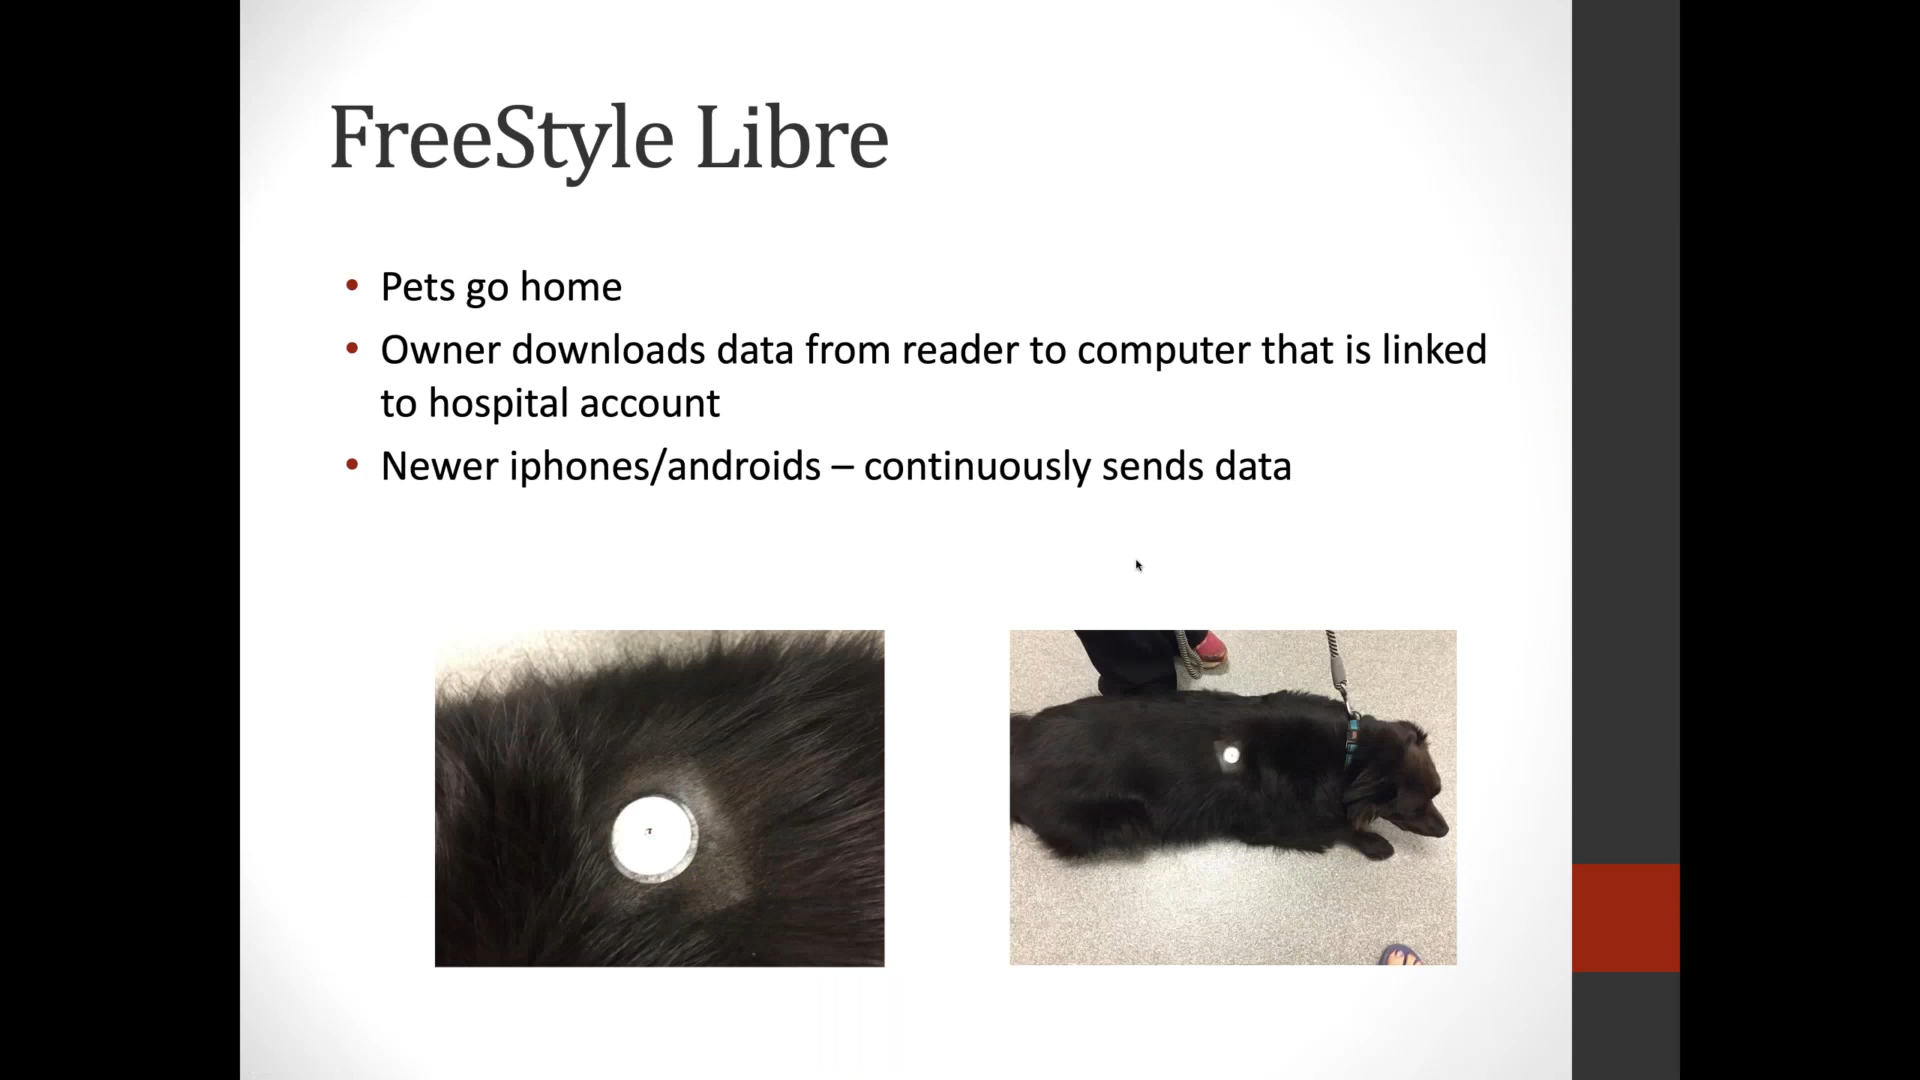 FreeStyle Libre
• Pets go home
• Owner downloads data from reader to computer that is linked
to hospital account
• Newer iphones/androids – continuously sends data